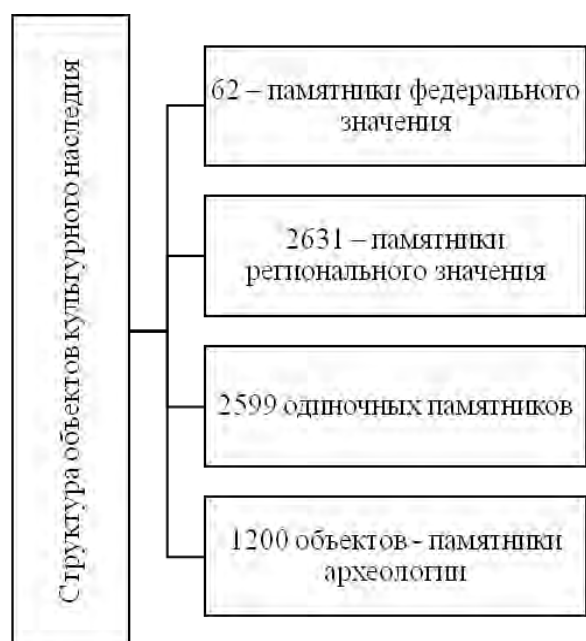 Структура объектов культурного наследия
62 – памятники федерального
значения
2631 – памятники
регионального значения
2599 одиночных памятников
1200 объектов - памятники
археологии